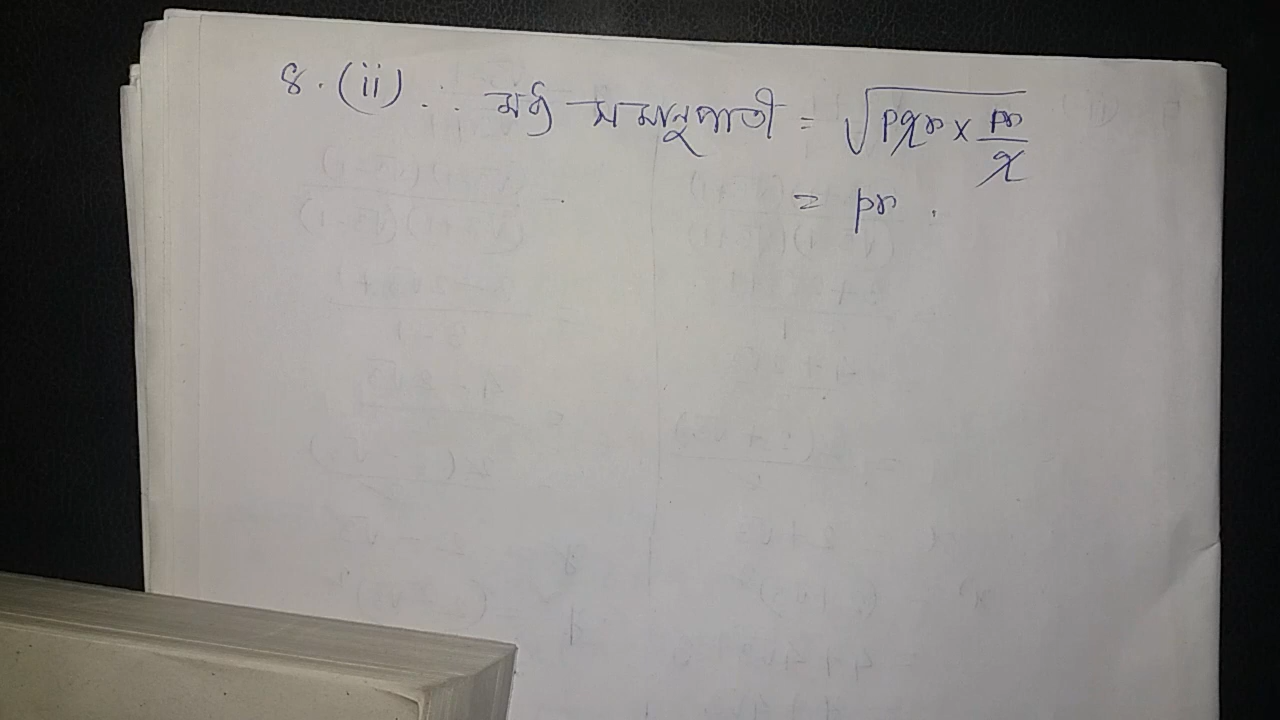 ৪. (ii) ∴ মধ্য সমানুপাতী = √(pqr × pr/q)
= pr.